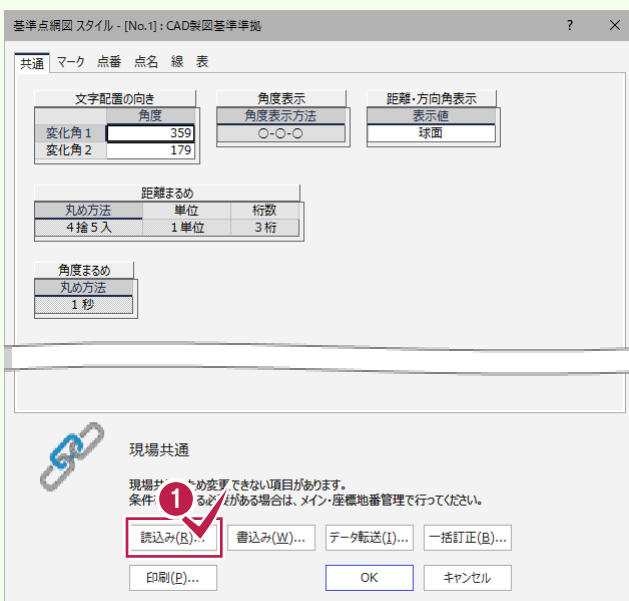 基準点網図 スタイル - [No.1] : CAD製図基準準拠 ? ×
共通 マーク 点番 点名 線 表
文字配置の向き 角度表示 距離・方向角表示
角度 角度表示方法 表示値
変化角1 359 〇-〇-〇 球面
変化角2 179
距離まるめ
丸め方法 単位 桁数
4捨5入 1単位 3桁
角度まるめ
丸め方法
1秒
現場共通
現場共 ため変更できない項目があります。
条件 る必要がある場合は、メイン・座標地番管理で行ってください。
1
読込み(R)... 書込み(W)... データ転送(I)... 一括訂正(B)...
印刷(P)... OK キャンセル